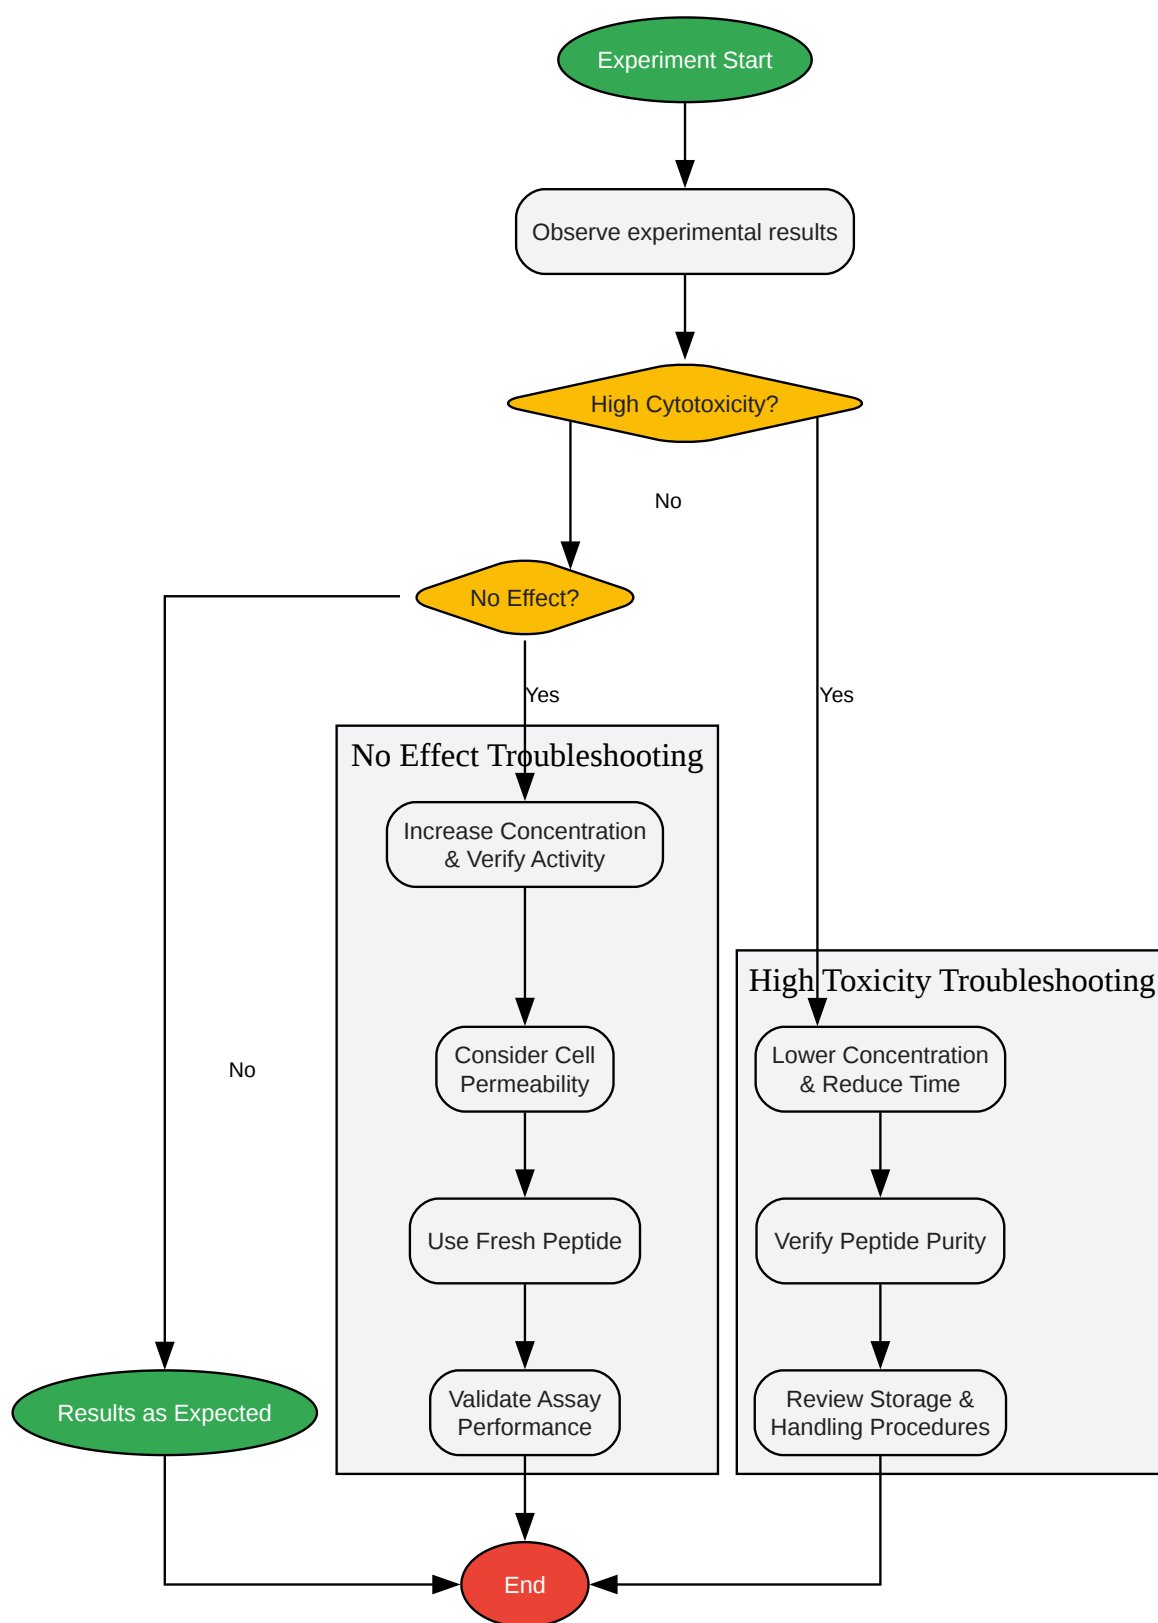 Experiment Start
Observe experimental results
High Cytotoxicity?
No
No Effect?
Yes
Yes
No Effect Troubleshooting
Increase Concentration
& Verify Activity
High Toxicity Troubleshooting
Consider Cell
Permeability
Lower Concentration
& Reduce Time
No
Use Fresh Peptide
Verify Peptide Purity
Results as Expected
Validate Assay
Performance
Review Storage &
Handling Procedures
End